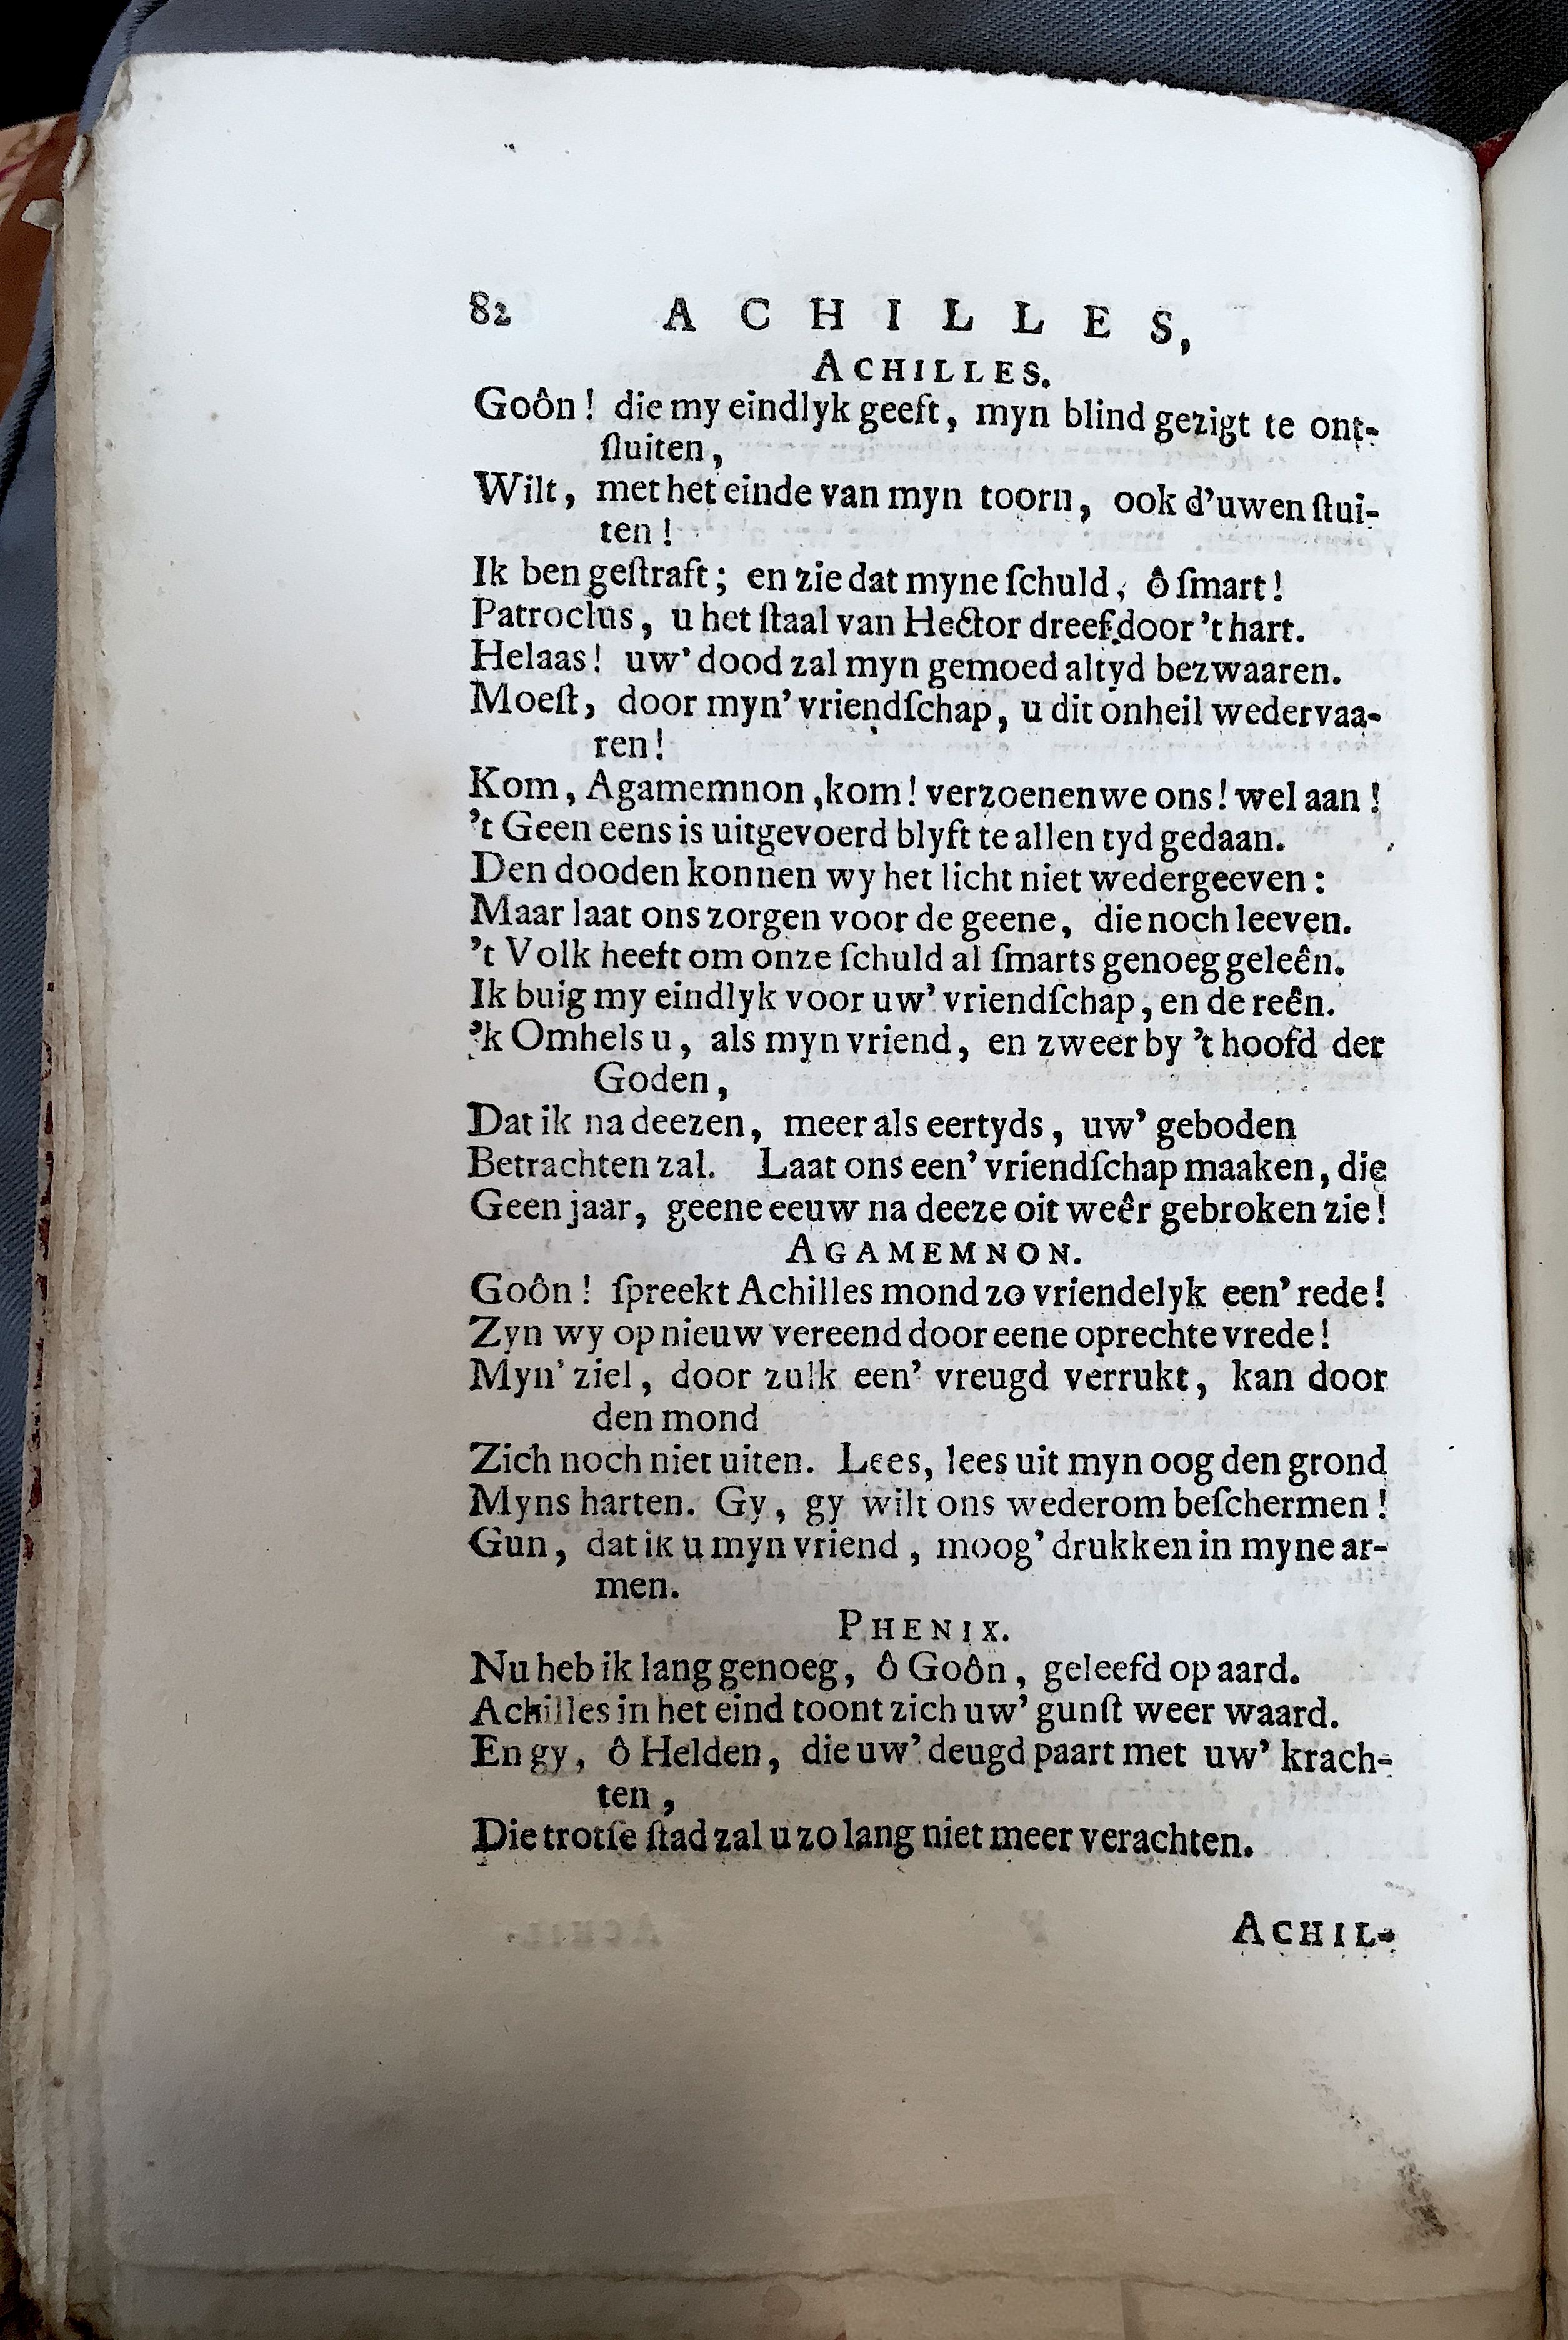 82 ACHILLES,
ACHILLES.
Goôn! die my eindlyk geeft, myn blind gezigt te ont-
ſluiten,
Wilt, met het einde van myn toorn, ook d'uwen ſtui-
ten!
Ik ben geſtraft; en zie dat myne ſchuld, ô ſmart!
Patroclus, u het ſtaal van Hector dreef door 't hart.
Helaas! uw' dood zal myn gemoed altyd bezwaaren.
Moeſt, door myn' vriendſchap, u dit onheil wedervaa-
ren!
Kom, Agamemnon, kom! verzoenen we ons! wel aan!
't Geen eens is uitgevoerd blyft te allen tyd gedaan.
Den dooden konnen wy het licht niet wedergeeven:
Maar laat ons zorgen voor de geene, die noch leeven.
't Volk heeft om onze ſchuld al ſmarts genoeg geleên.
Ik buig my eindlyk voor uw' vriendſchap, en de reên.
'k Omhels u, als myn vriend, en zweer by 't hoofd der
Goden,
Dat ik na deezen, meer als eertyds, uw' geboden
Betrachten zal. Laat ons een' vriendſchap maaken, die
Geen jaar, geene eeuw na deeze oit weêr gebroken zie!
AGAMEMNON.
Goôn! ſpreekt Achilles mond zo vriendelyk een' rede!
Zyn wy op nieuw vereend door eene oprechte vrede!
Myn' ziel, door zulk een' vreugd verrukt, kan door
den mond
Zich noch niet uiten. Lees, lees uit myn oog den grond
Myns harten. Gy, gy wilt ons wederom beſchermen!
Gun, dat ik u myn vriend, moog' drukken in myne ar-
men.
PHENIX.
Nu heb ik lang genoeg, ô Goôn, geleefd op aard.
Achilles in het eind toont zich uw' gunſt weer waard.
En gy, ô Helden, die uw' deugd paart met uw' krach-
ten,
Die trotſe ſtad zal u zo lang niet meer verachten.
ACHIL-